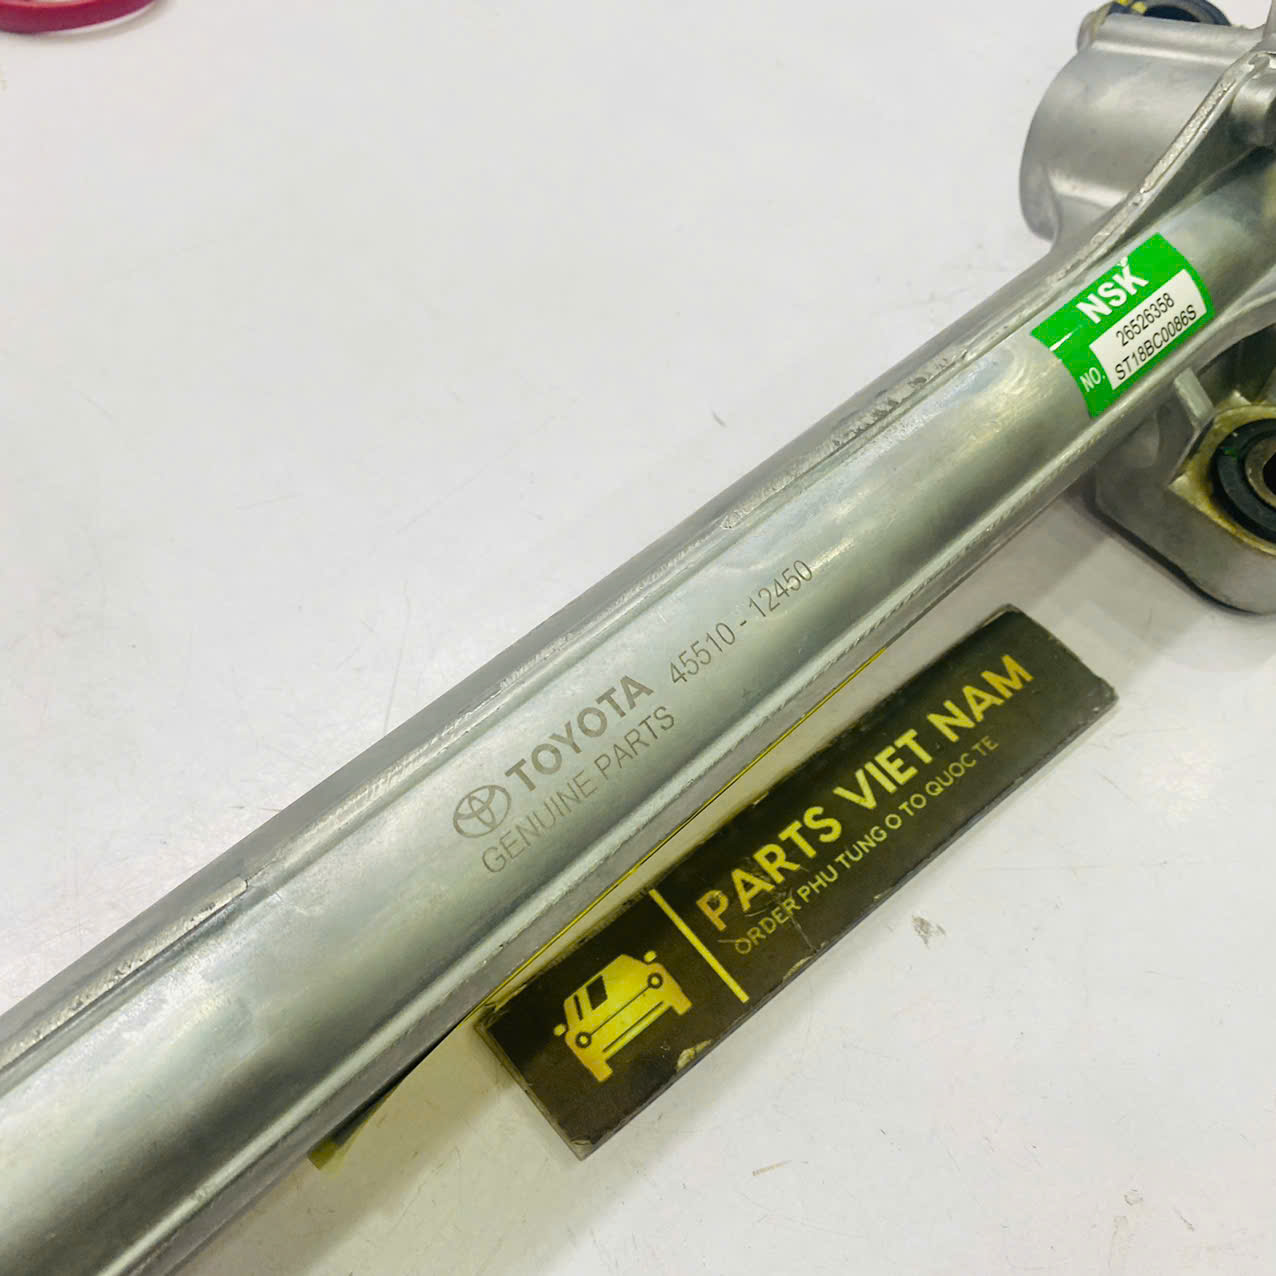 NSK
26526358
NO. ST18BC0086S
TOYOTA 45510-12450
GENUINE PARTS
PARTS VIET NAM
ORDER PHU TUNG O TO QUOC TE